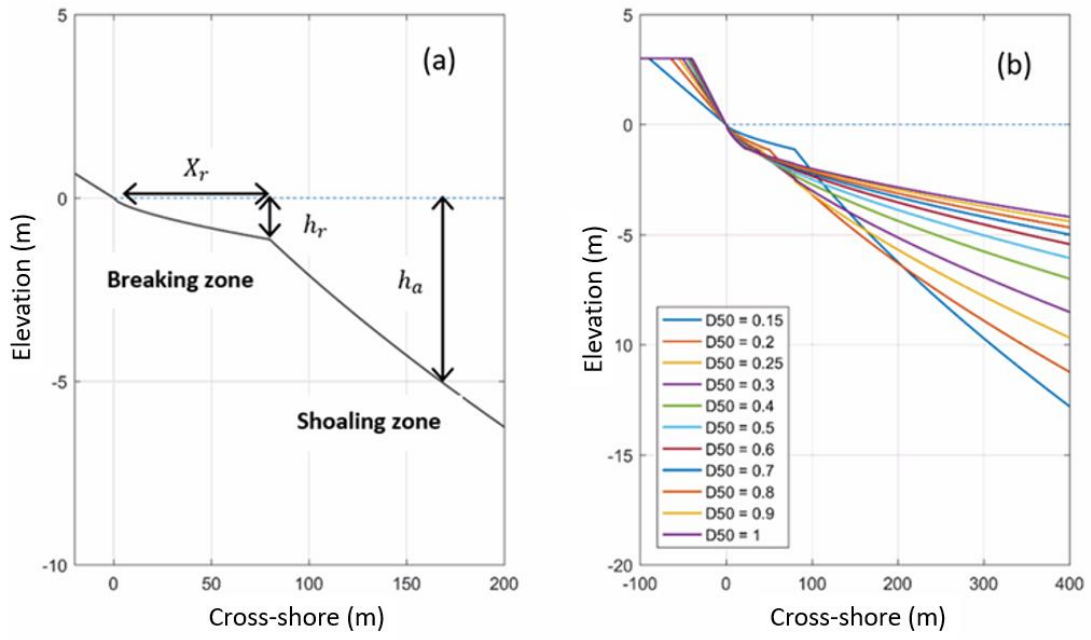 5
0
-5
-10
Elevation (m)
0
50
100
150
200
Cross-shore (m)
(a)
Xr
hr
ha
Breaking zone
Shoaling zone
5
0
-5
10
-15
-20
Elevation (m)
-100
0
100
200
300
400
Cross-shore (m)
(b)
D50 = 0.15
D50 = 0.2
D50 = 0.25
D50 = 0.3
D50 = 0.4
D50 = 0.5
D50 = 0.6
D50 = 0.7
D50 = 0.8
D50 = 0.9
D50 = 1